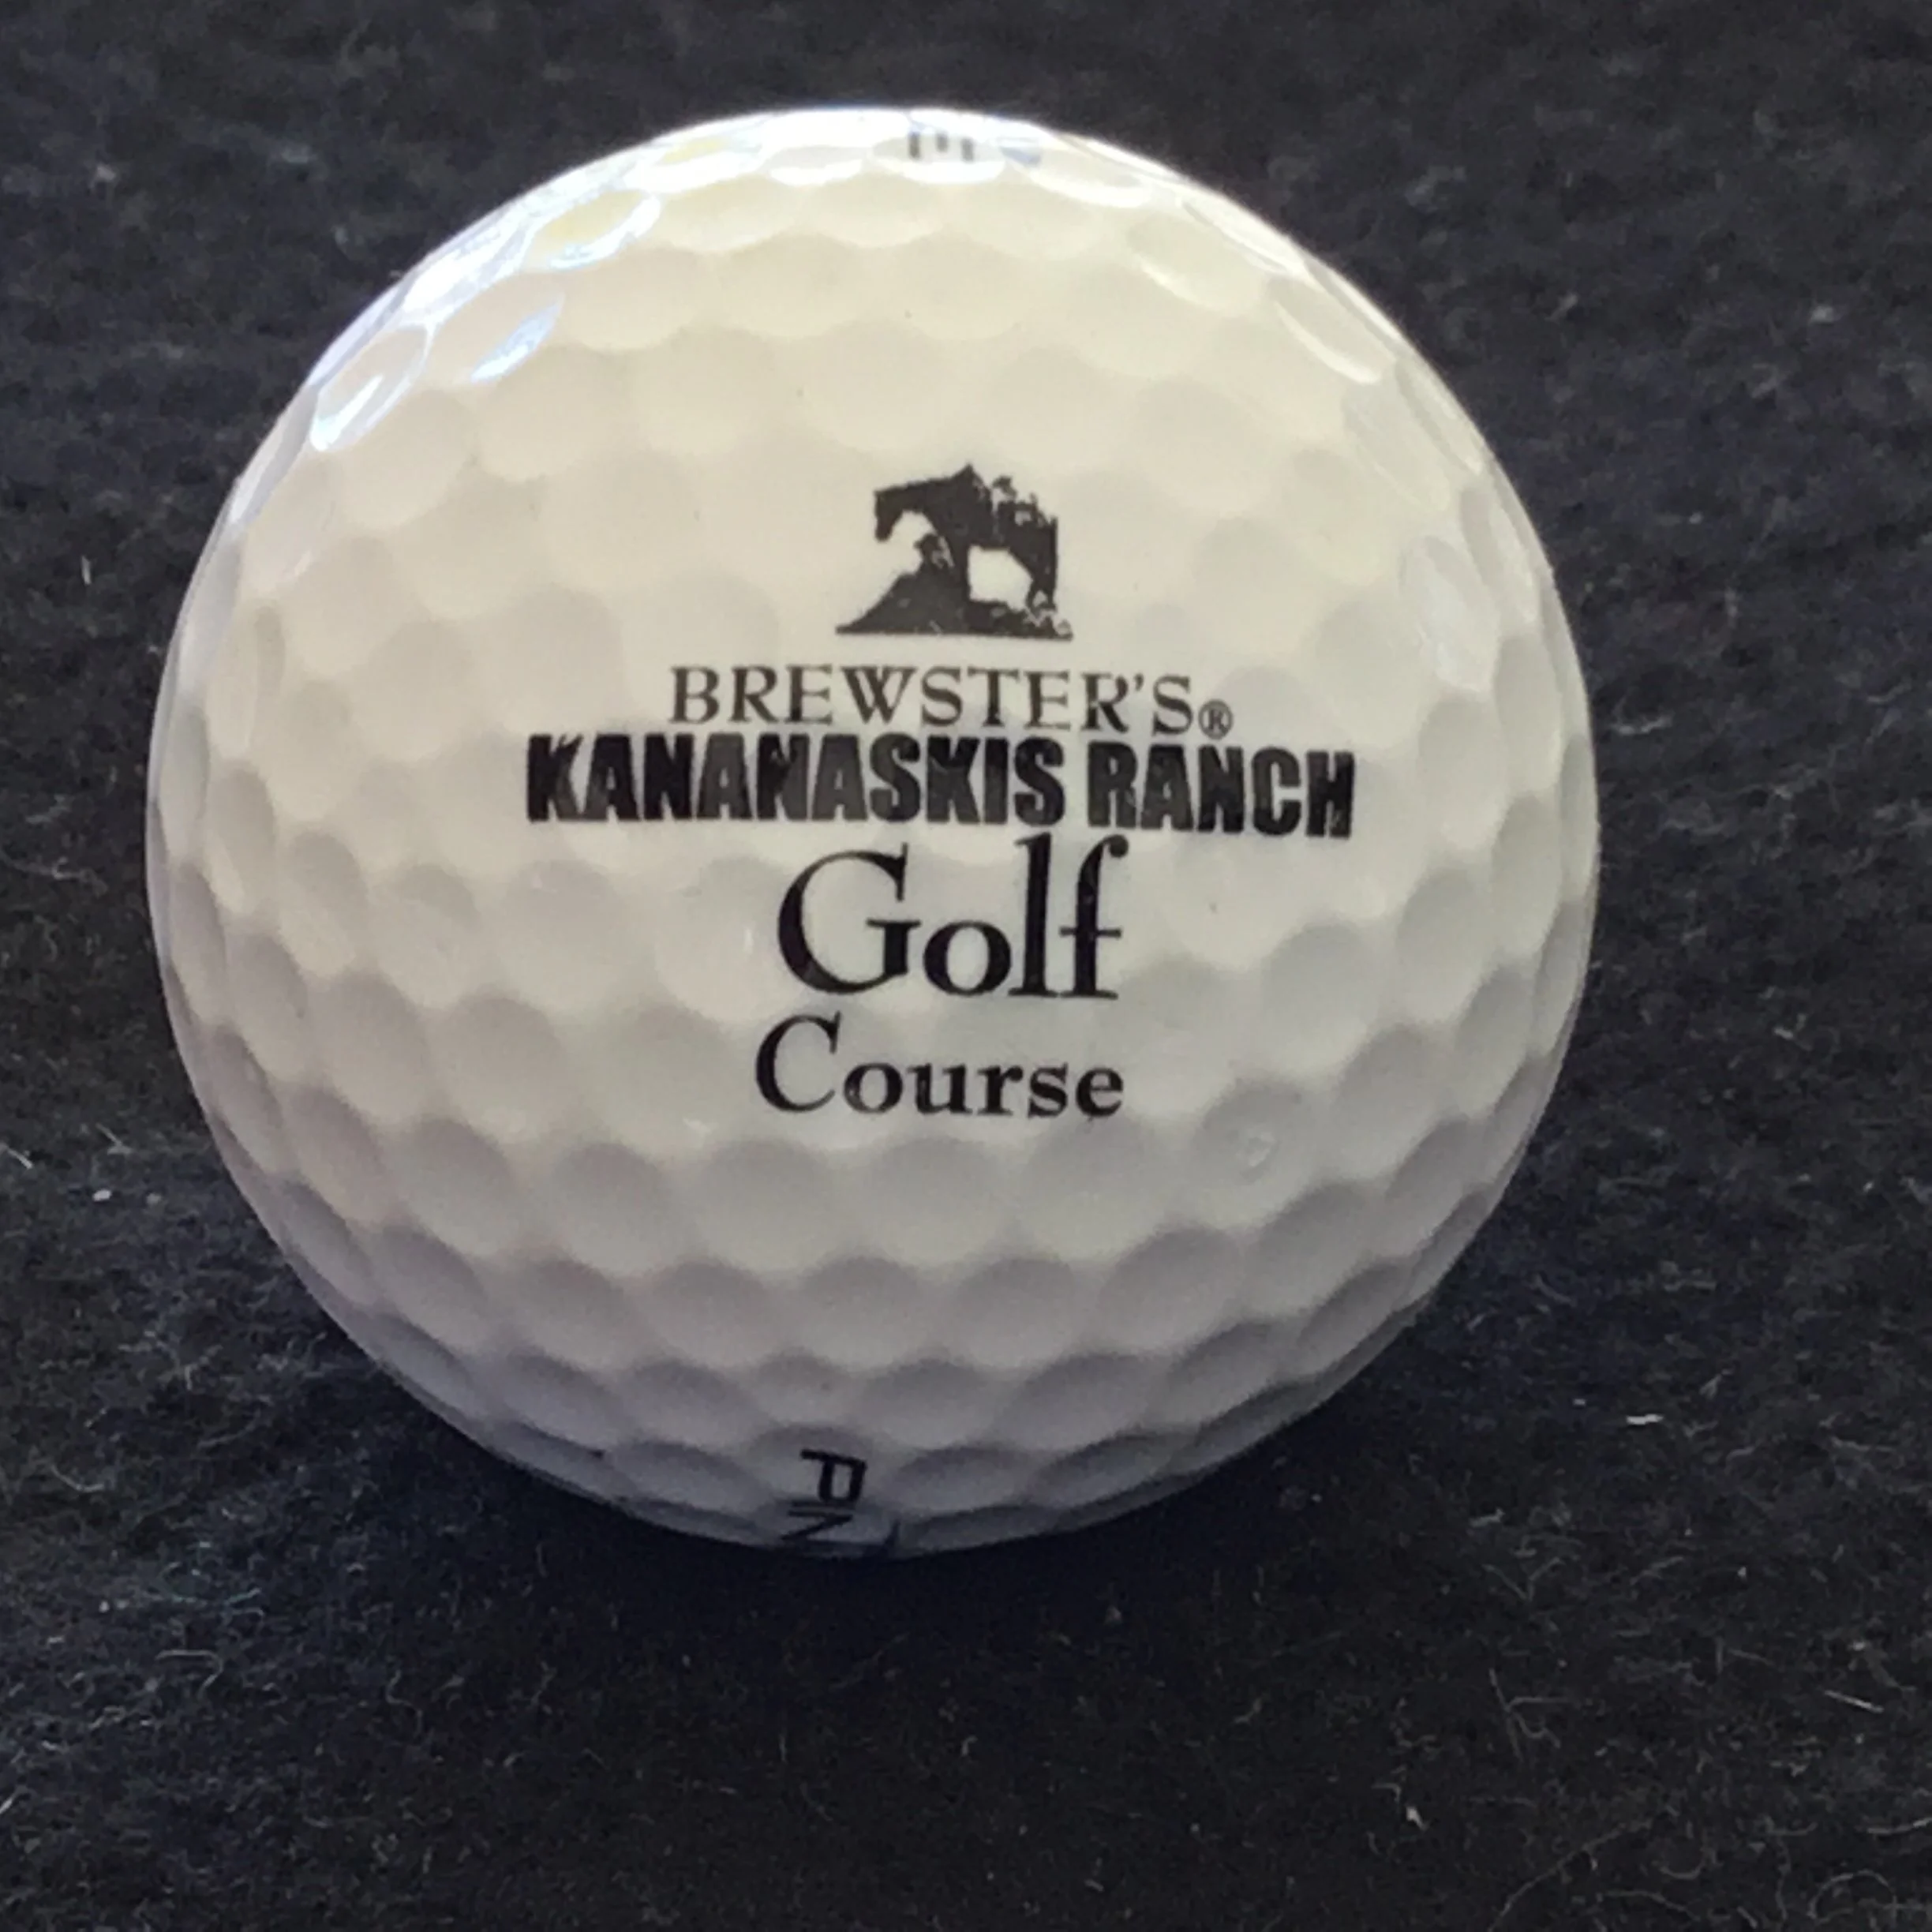 BREWSTER'S®
KANANASKIS RANCH
Golf
Course